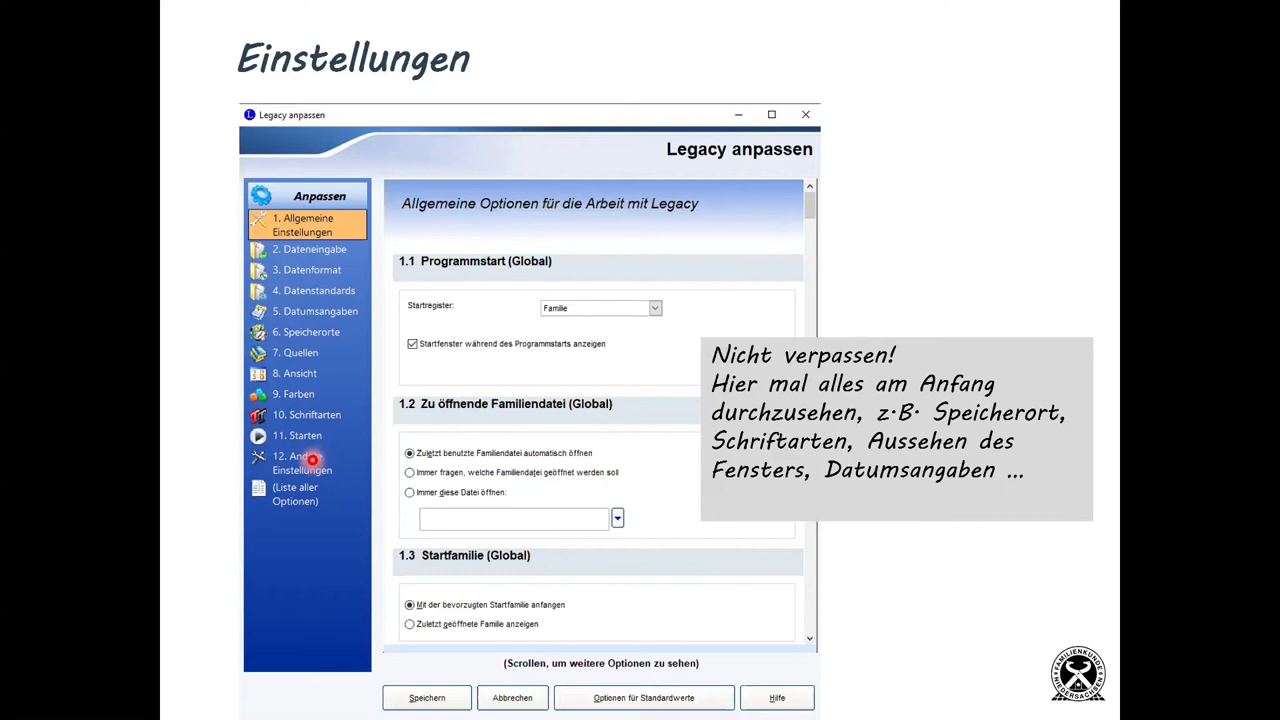 Einstellungen
Legacy anpassen
Legacy anpassen
Anpassen
1. Allgemeine
Einstellungen
2. Dateneingabe
3. Datenformat
4. Datenstandards
5. Datumsangaben
6. Speicherorte
7. Quellen
8. Ansicht
9. Farben
10. Schriftarten
11. Starten
12. And
Einstellungen
(Liste aller
Optionen)
Allgemeine Optionen für die Arbeit mit Legacy
1.1 Programmstart (Global)
Startregister:
Familie
Startfenster während des Programmstarts anzeigen
1.2 Zu öffnende Familiendatei (Global)
Zuletzt benutzte Familiendatei automatisch öffnen
Immer fragen, welche Familiendatei geöffnet werden soll
Immer diese Datei öffnen:
1.3 Startfamilie (Global)
Mit der bevorzugten Startfamilie anfangen
Zuletzt geöffnete Familie anzeigen
(Scrollen, um weitere Optionen zu sehen)
Speichern
Abbrechen
Optionen für Standardwerte
Hilfe
Nicht verpassen!
Hier mal alles am Anfang
durchzusehen, z.B. Speicherort,
Schriftarten, Aussehen des
Fensters, Datumsangaben ...
FAMILIENKUNDE
NIEDERSACHSEN